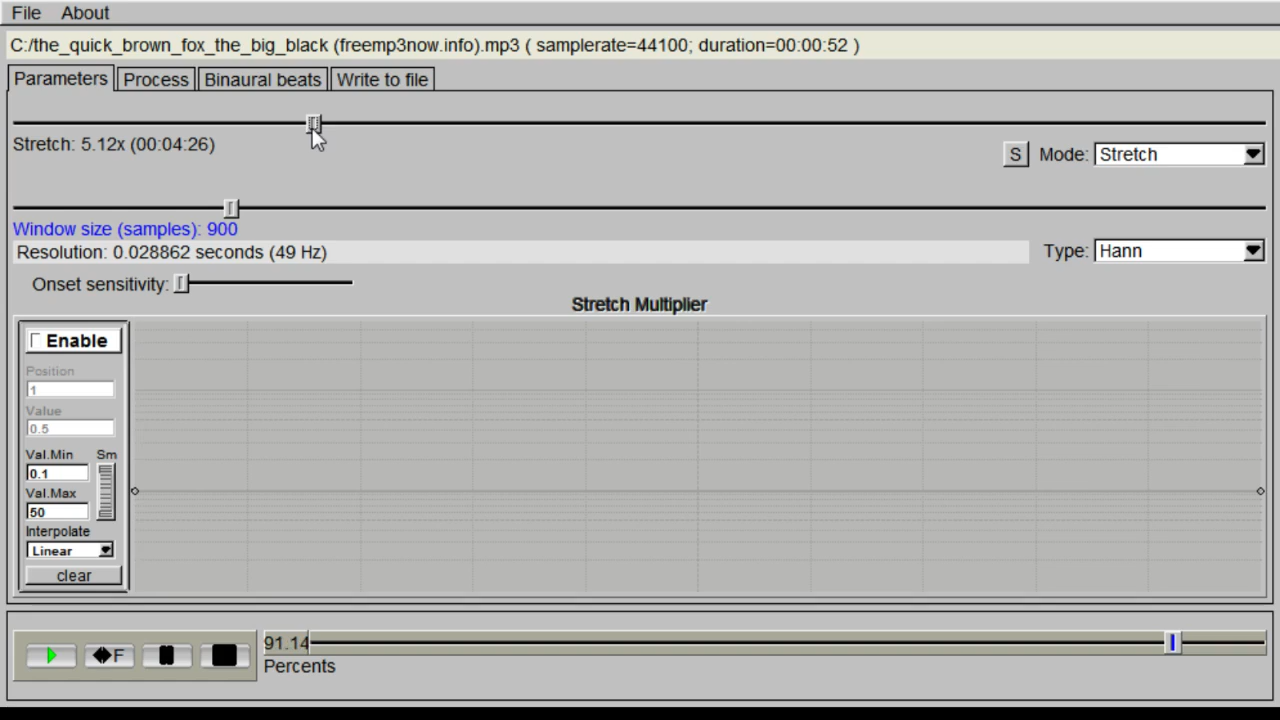 File About
C:/the_quick_brown_fox_the_big_black (freemp3now.info).mp3 ( samplerate=44100; duration=00:00:52 )
Parameters Process Binaural beats Write to file
Stretch: 5.12x (00:04:26)
S Mode: Stretch
Window size (samples): 900
Resolution: 0.028862 seconds (49 Hz)
Type: Hann
Onset sensitivity:
Stretch Multiplier
Enable
Position
1
Value
0.5
Val.Min Sm
0.1
Val.Max
50
Interpolate
Linear
clear
F
91.14
Percents